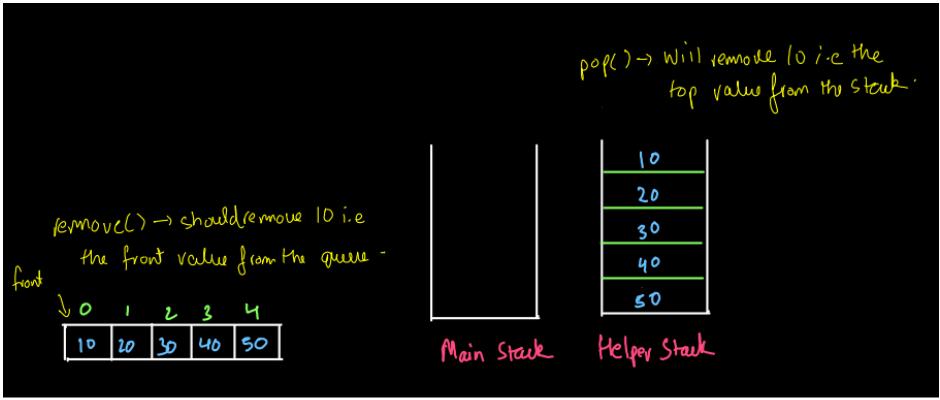 pop() → Will remove 10 i.e the
top value from the stack.
10
20
30
40
50
remove() → should remove 10 i.e
the front value from the queue -
front
0 1 2 3 4
10 20 30 40 50
Main Stack
Helper Stack